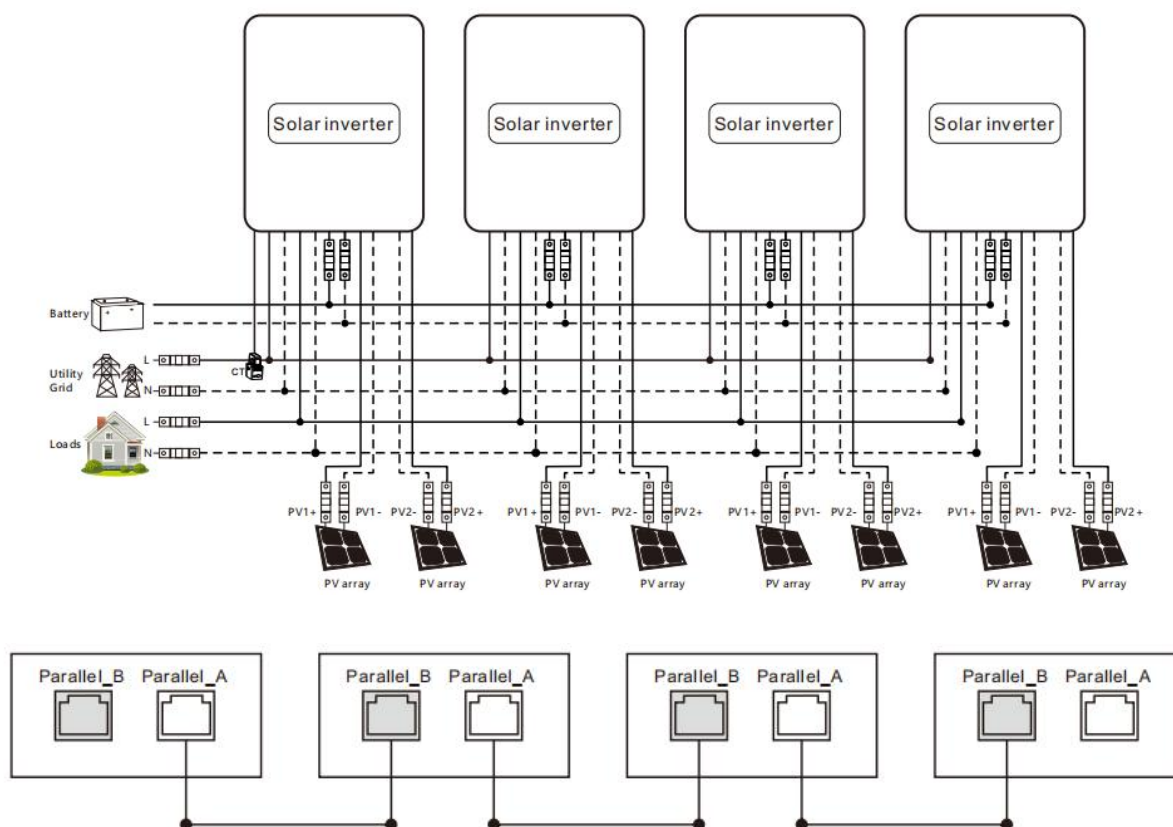 Solar inverter
Solar inverter
Solar inverter
Solar inverter
Battery
L
CT
Utility
Grid
N
L
Loads
N
PV1+ PV1- PV2- PV2+
PV1+ PV1- PV2- PV2+
PV1+ PV1- PV2- PV2+
PV1+ PV1- PV2- PV2+
PV array
PV array
PV array
PV array
PV array
PV array
PV array
PV array
Parallel_B Parallel_A
Parallel_B Parallel_A
Parallel_B Parallel_A
Parallel_B Parallel_A